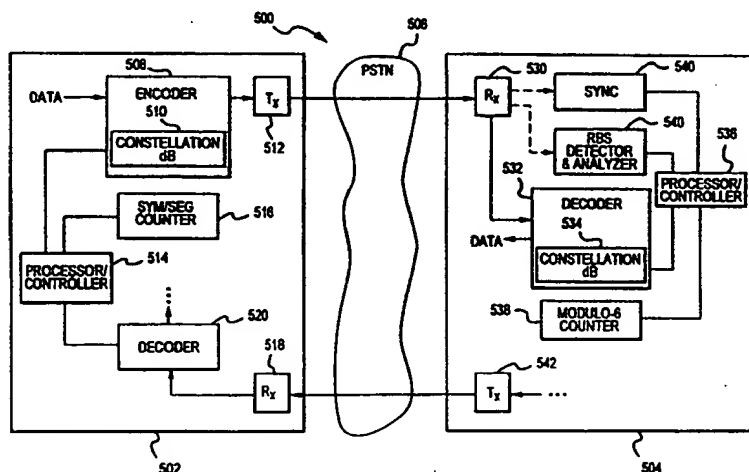 500
506
508
DATA
ENCODER
510
CONSTELLATION
dB
TX
512
PSTN
530
RX
540
SYNC
540
RBS
DETECTOR
& ANALYZER
536
PROCESSOR/
CONTROLLER
532
DECODER
534
DATA
CONSTELLATION
dB
SYM/SEG
COUNTER
516
514
PROCESSOR/
CONTROLLER
520
DECODER
518
RX
538
MODULO-6
COUNTER
542
TX
502
504